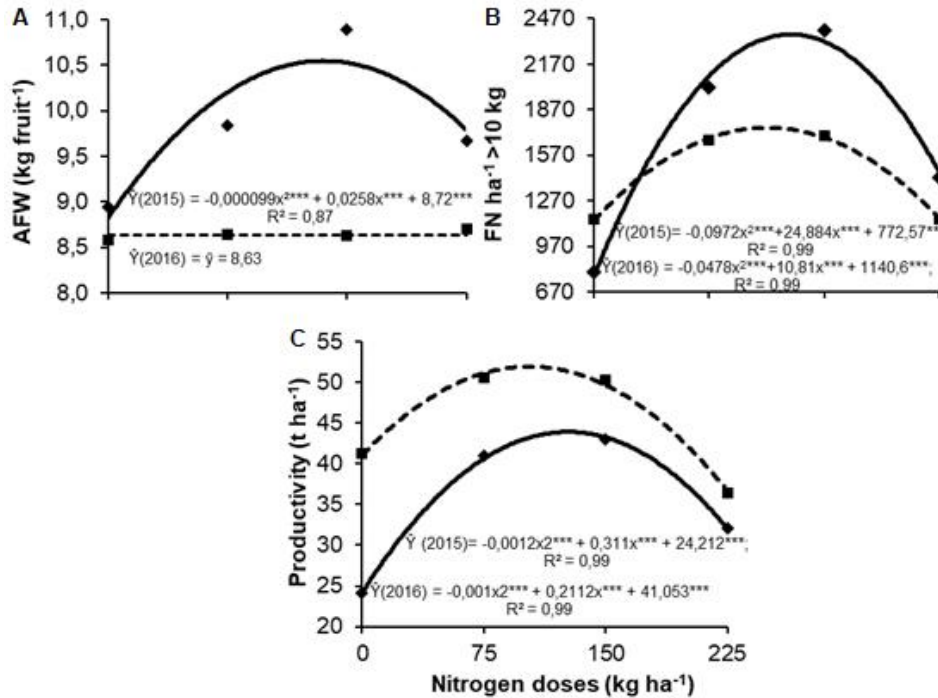 A
AFW (kg fruit⁻¹)
11,0
10,5
10,0
9,5
9,0
8,5
8,0
Ŷ(2015) = -0,000099x²*** + 0,0258x*** + 8,72***
R² = 0,87
Ŷ(2016) = ȳ = 8,63
B
FN ha⁻¹ >10 kg
2470
2170
1870
1570
1270
970
670
Ŷ(2015)= -0,0972x²***+24,884x*** + 772,57**
R² = 0,99
Ŷ(2016) = -0,0478x²***+10,81x*** + 1140,6***;
R² = 0,99
C
Productivity (t ha⁻¹)
55
50
45
40
35
30
25
20
Ŷ (2015)= -0,0012x2*** + 0,311x*** + 24,212***;
R² = 0,99
Ŷ(2016) = -0,001x2*** + 0,2112x*** + 41,053***
R² = 0,99
0 75 150 225
Nitrogen doses (kg ha⁻¹)